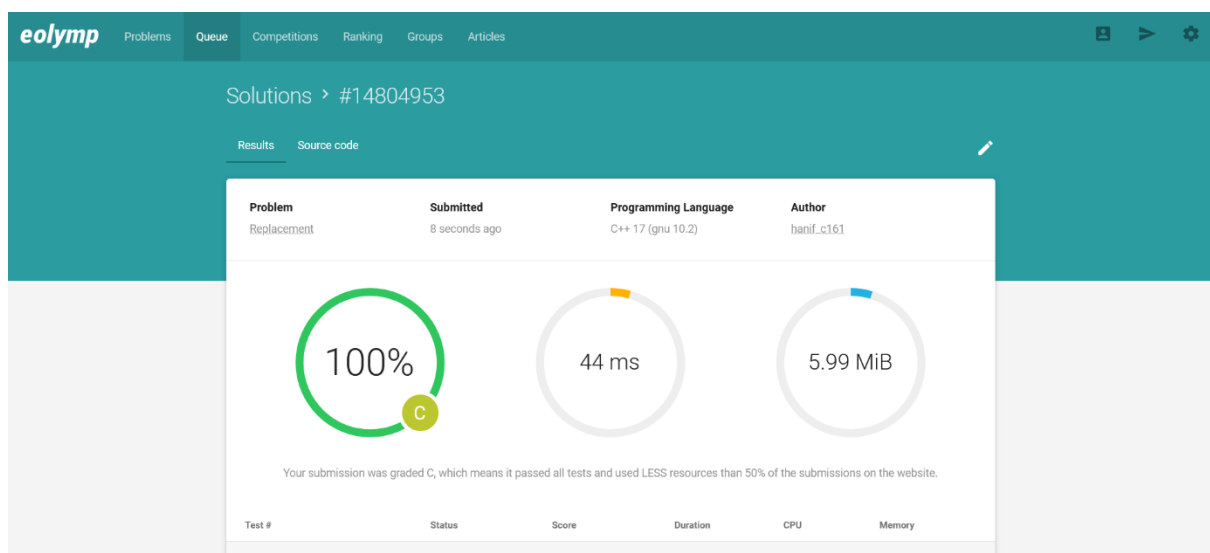 eolymp Problems Queue Competitions Ranking Groups Articles
Solutions > #14804953
Results Source code
Problem Submitted Programming Language Author
Replacement 8 seconds ago C++ 17 (gnu 10.2) hanif_c161
100% 44 ms 5.99 MiB
C
Your submission was graded C, which means it passed all tests and used LESS resources than 50% of the submissions on the website.
Test # Status Score Duration CPU Memory